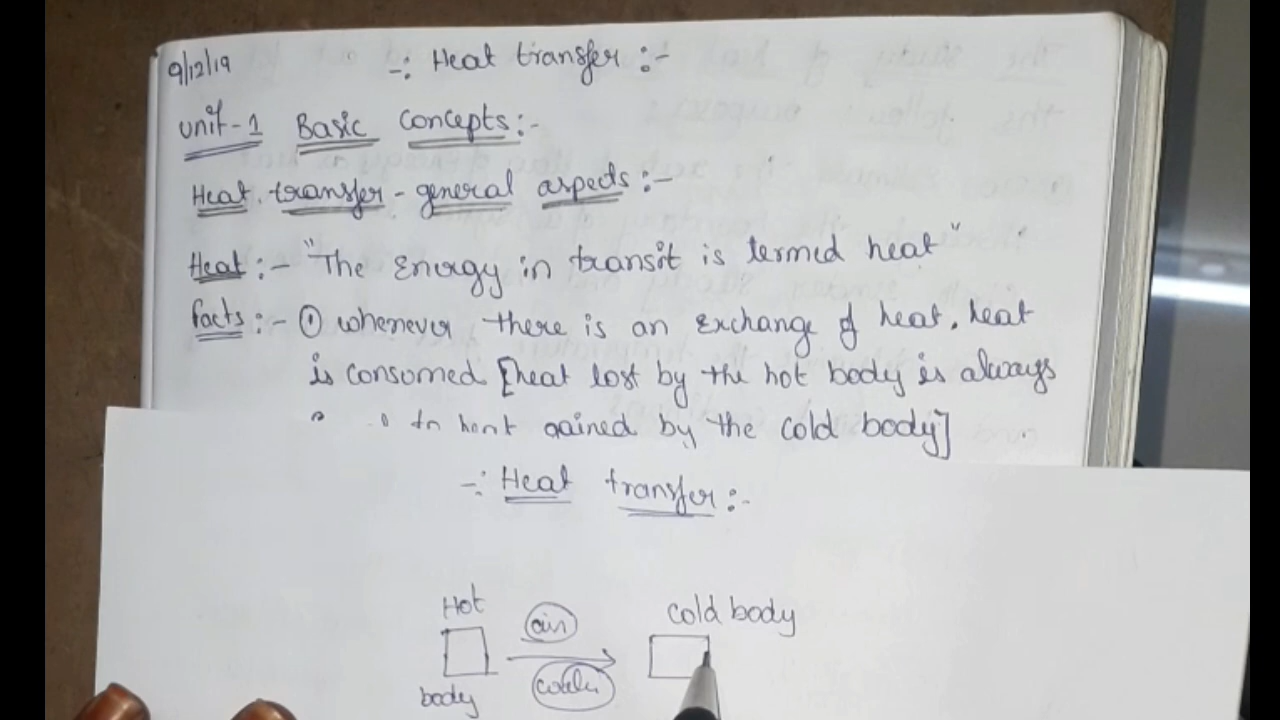 9/12/19
-: Heat transfer :-
Unit-1 Basic Concepts:-
Heat transfer - general aspects :-
Heat :- "The Energy in transit is termed heat"
facts :- ① whenever there is an Exchange of heat, heat
is consumed [heat lost by the hot body is always
to heat gained by the cold body]
-: Heat transfer :-
Hot
body
air
Cold body